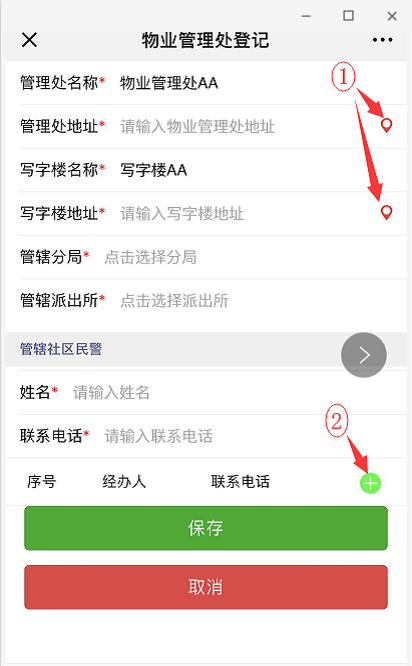 物业管理处登记
①
管理处名称* 物业管理处AA
管理处地址* 请输入物业管理处地址
写字楼名称* 写字楼AA
写字楼地址* 请输入写字楼地址
管辖分局* 点击选择分局
管辖派出所* 点击选择派出所
管辖社区民警
姓名* 请输入姓名
②
联系电话* 请输入联系电话
序号 经办人 联系电话
保存
取消